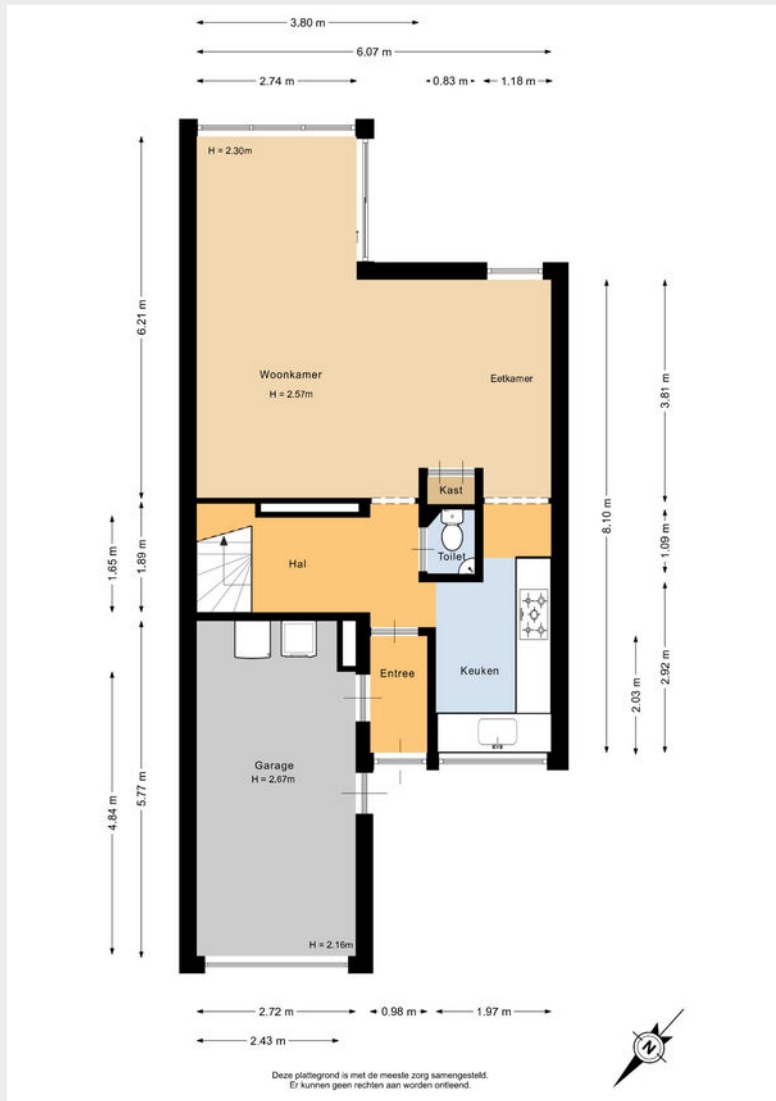 3.80 m
6.07 m
2.74 m
0.83 m
1.18 m
H = 2.30m
6.21 m
Woonkamer
H = 2.57m
Eetkamer
3.81 m
8.10 m
Kast
Toilet
Hal
1.65 m
1.89 m
1.09 m
Entree
Keuken
2.03 m
2.92 m
Garage
H = 2.67m
4.84 m
5.77 m
H = 2.16m
2.72 m
0.98 m
1.97 m
2.43 m
N
Deze plattegrond is met de meeste zorg samengesteld.
Er kunnen geen rechten aan worden ontleend.